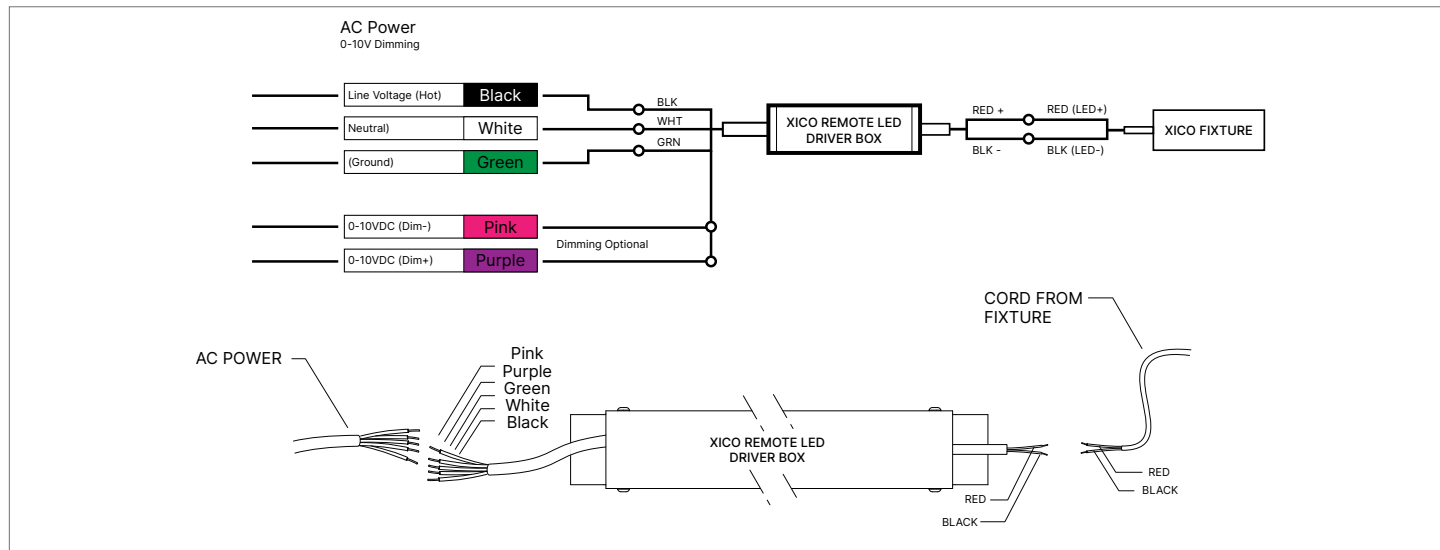 AC Power
0-10V Dimming
Line Voltage (Hot) Black
BLK
Neutral) White
WHT
(Ground) Green
GRN
XICO REMOTE LED
DRIVER BOX
RED + RED (LED+)
BLK - BLK (LED-)
XICO FIXTURE
0-10VDC (Dim-) Pink
Dimming Optional
0-10VDC (Dim+) Purple
CORD FROM
FIXTURE
AC POWER
Pink
Purple
Green
White
Black
XICO REMOTE LED
DRIVER BOX
RED
BLACK
RED
BLACK